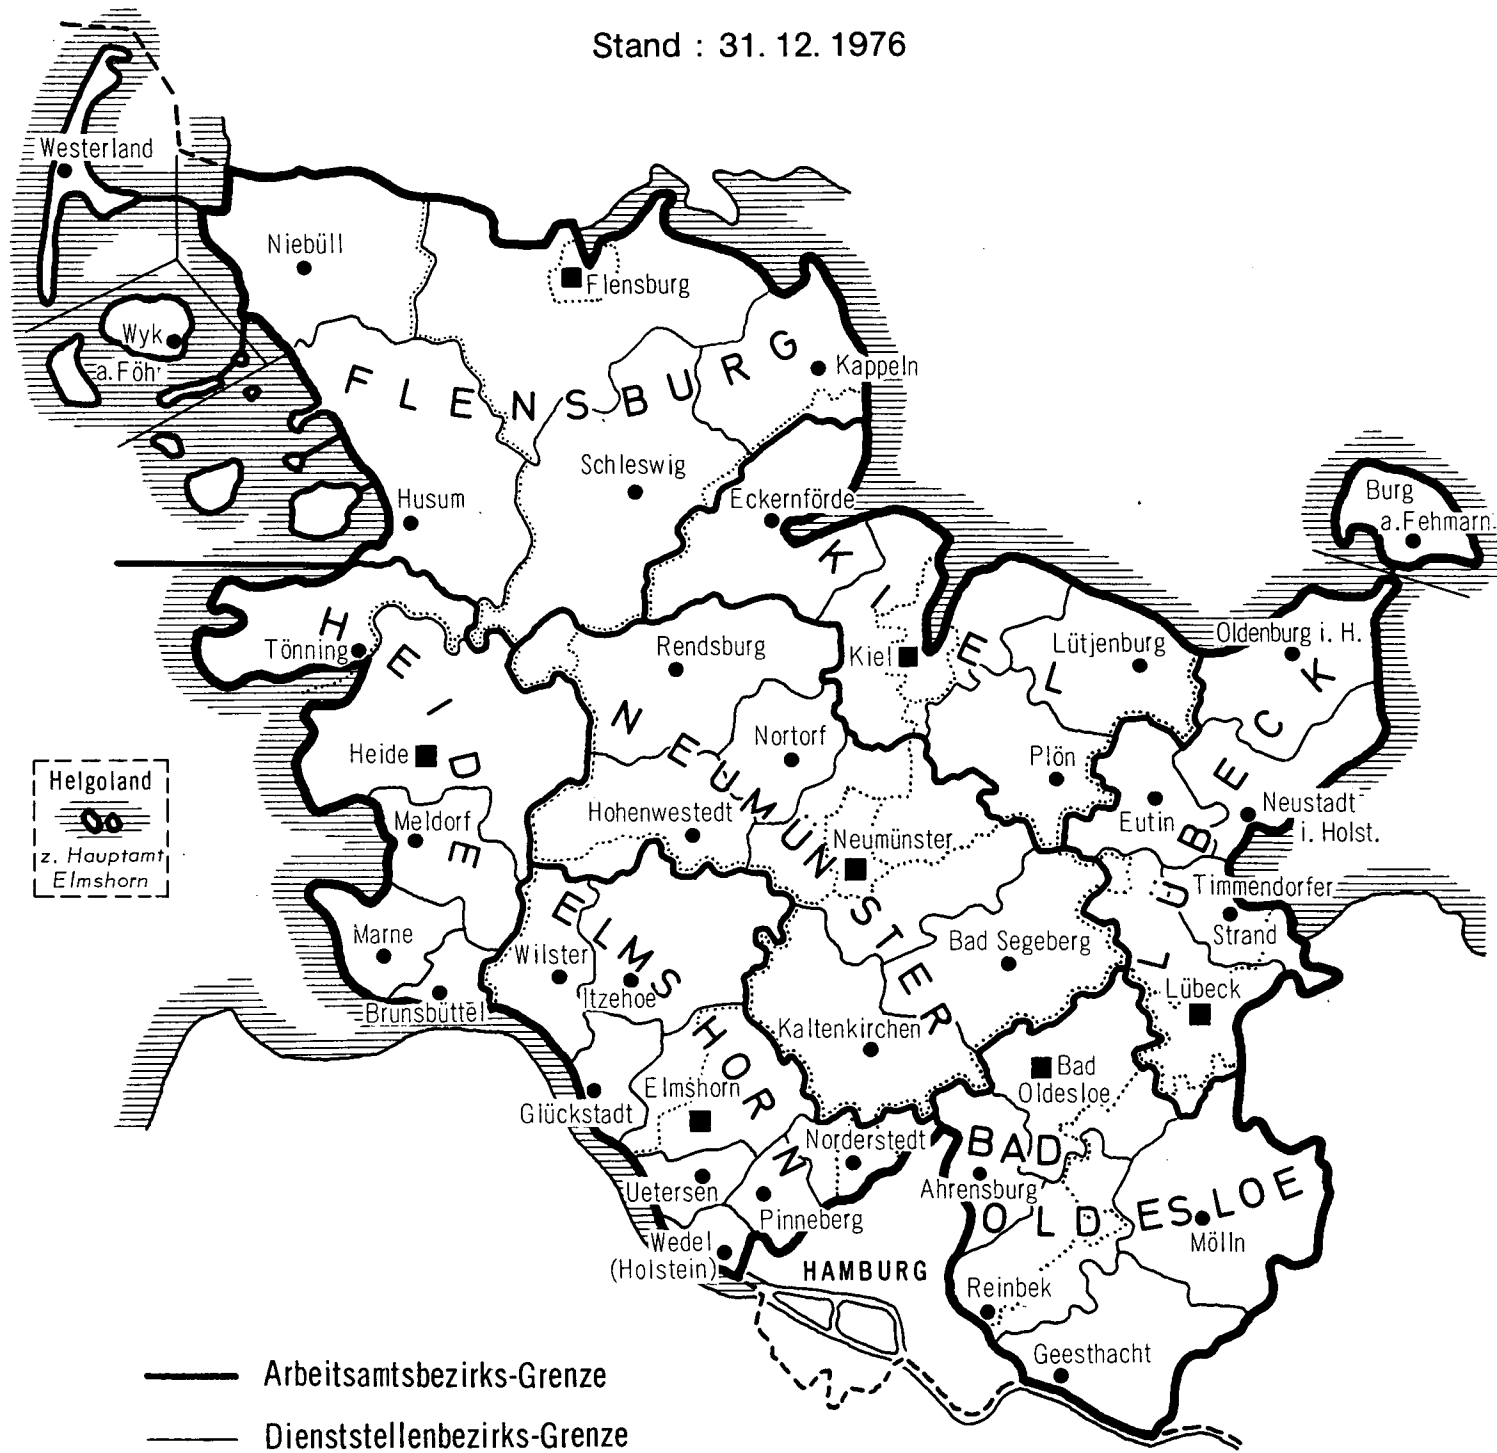 Stand : 31. 12. 1976
Westerland
Niebüll
Flensburg
Wyk
a. Föhr
FLENSBURG
Kappeln
Schleswig
Husum
Eckernförde
Burg
a. Fehmarn
KIEL
HEIDE
Tönning
Rendsburg
Kiel
Lütjenburg
Oldenburg i. H.
LÜBECK
NEUMÜNSTER
Nortorf
Heide
Plön
Helgoland
z. Hauptamt
Elmshorn
Meldorf
Hohenwestedt
Neumünster
Eutin
Neustadt
i. Holst.
Timmendorfer
Strand
ELMSHORN
Marne
Wilster
Itzehoe
Bad Segeberg
Brunsbüttel
Lübeck
Kaltenkirchen
Elmshorn
Bad
Oldesloe
Glückstadt
Norderstedt
BAD
OLDESLOE
Uetersen
Pinneberg
Ahrensburg
Mölln
Wedel
(Holstein)
HAMBURG
Reinbek
Geesthacht
Arbeitsamtsbezirks-Grenze
Dienststellenbezirks-Grenze